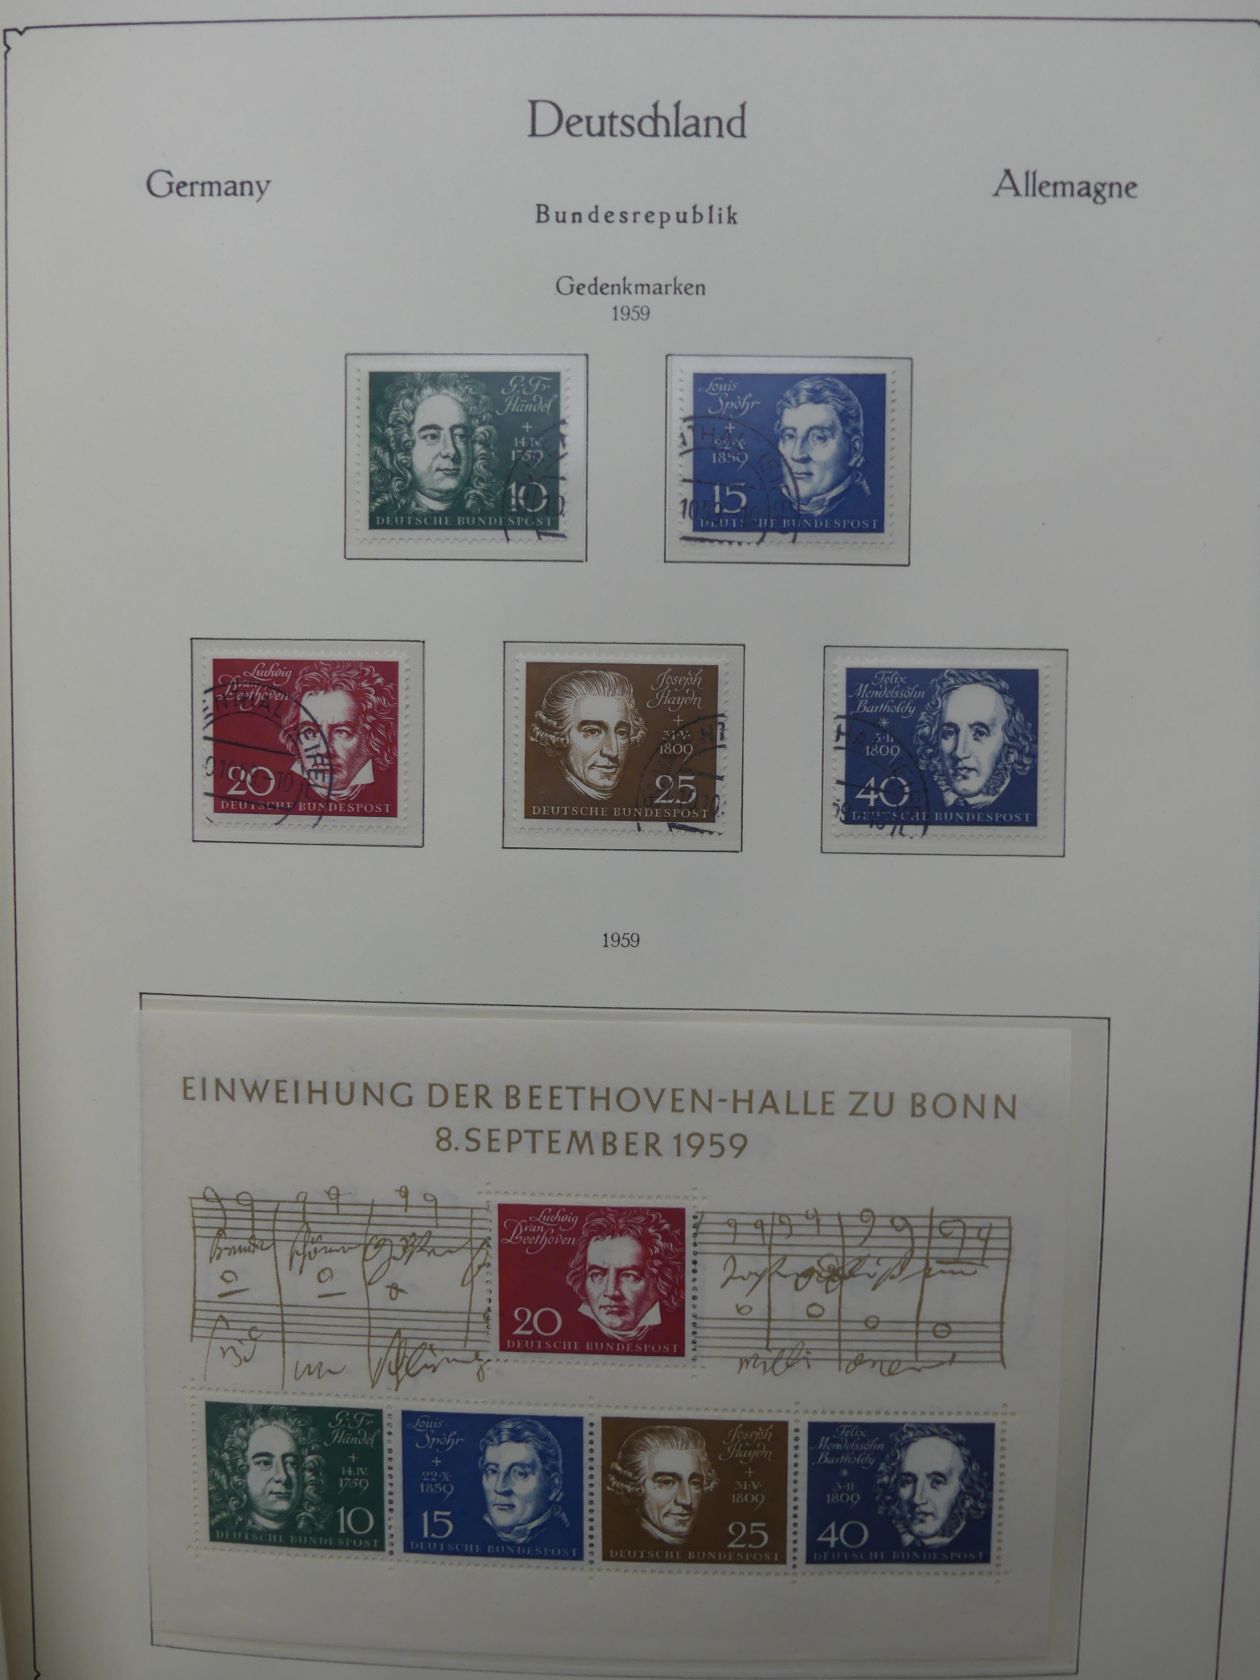 Deutschland
Germany
Allemagne
Bundesrepublik
Gedenkmarken
1959
G. Fr.
Händel
+
14.IV.
1759
10
DEUTSCHE BUNDESPOST
Louis
Spohr
+
22.X.
1859
15
DEUTSCHE BUNDESPOST
Ludwig
van
Beethoven
20
DEUTSCHE BUNDESPOST
Joseph
Haydn
+
31.V.
1809
25
DEUTSCHE BUNDESPOST
Felix
Mendelssohn
Bartholdy
*
3.II.
1809
40
DEUTSCHE BUNDESPOST
1959
EINWEIHUNG DER BEETHOVEN-HALLE ZU BONN
8. SEPTEMBER 1959
Ludwig
van
Beethoven
20
DEUTSCHE BUNDESPOST
G. Fr.
Händel
+
14.IV.
1759
10
DEUTSCHE BUNDESPOST
Louis
Spohr
+
22.X.
1859
15
DEUTSCHE BUNDESPOST
Joseph
Haydn
+
31.V.
1809
25
DEUTSCHE BUNDESPOST
Felix
Mendelssohn
Bartholdy
*
3.II.
1809
40
DEUTSCHE BUNDESPOST